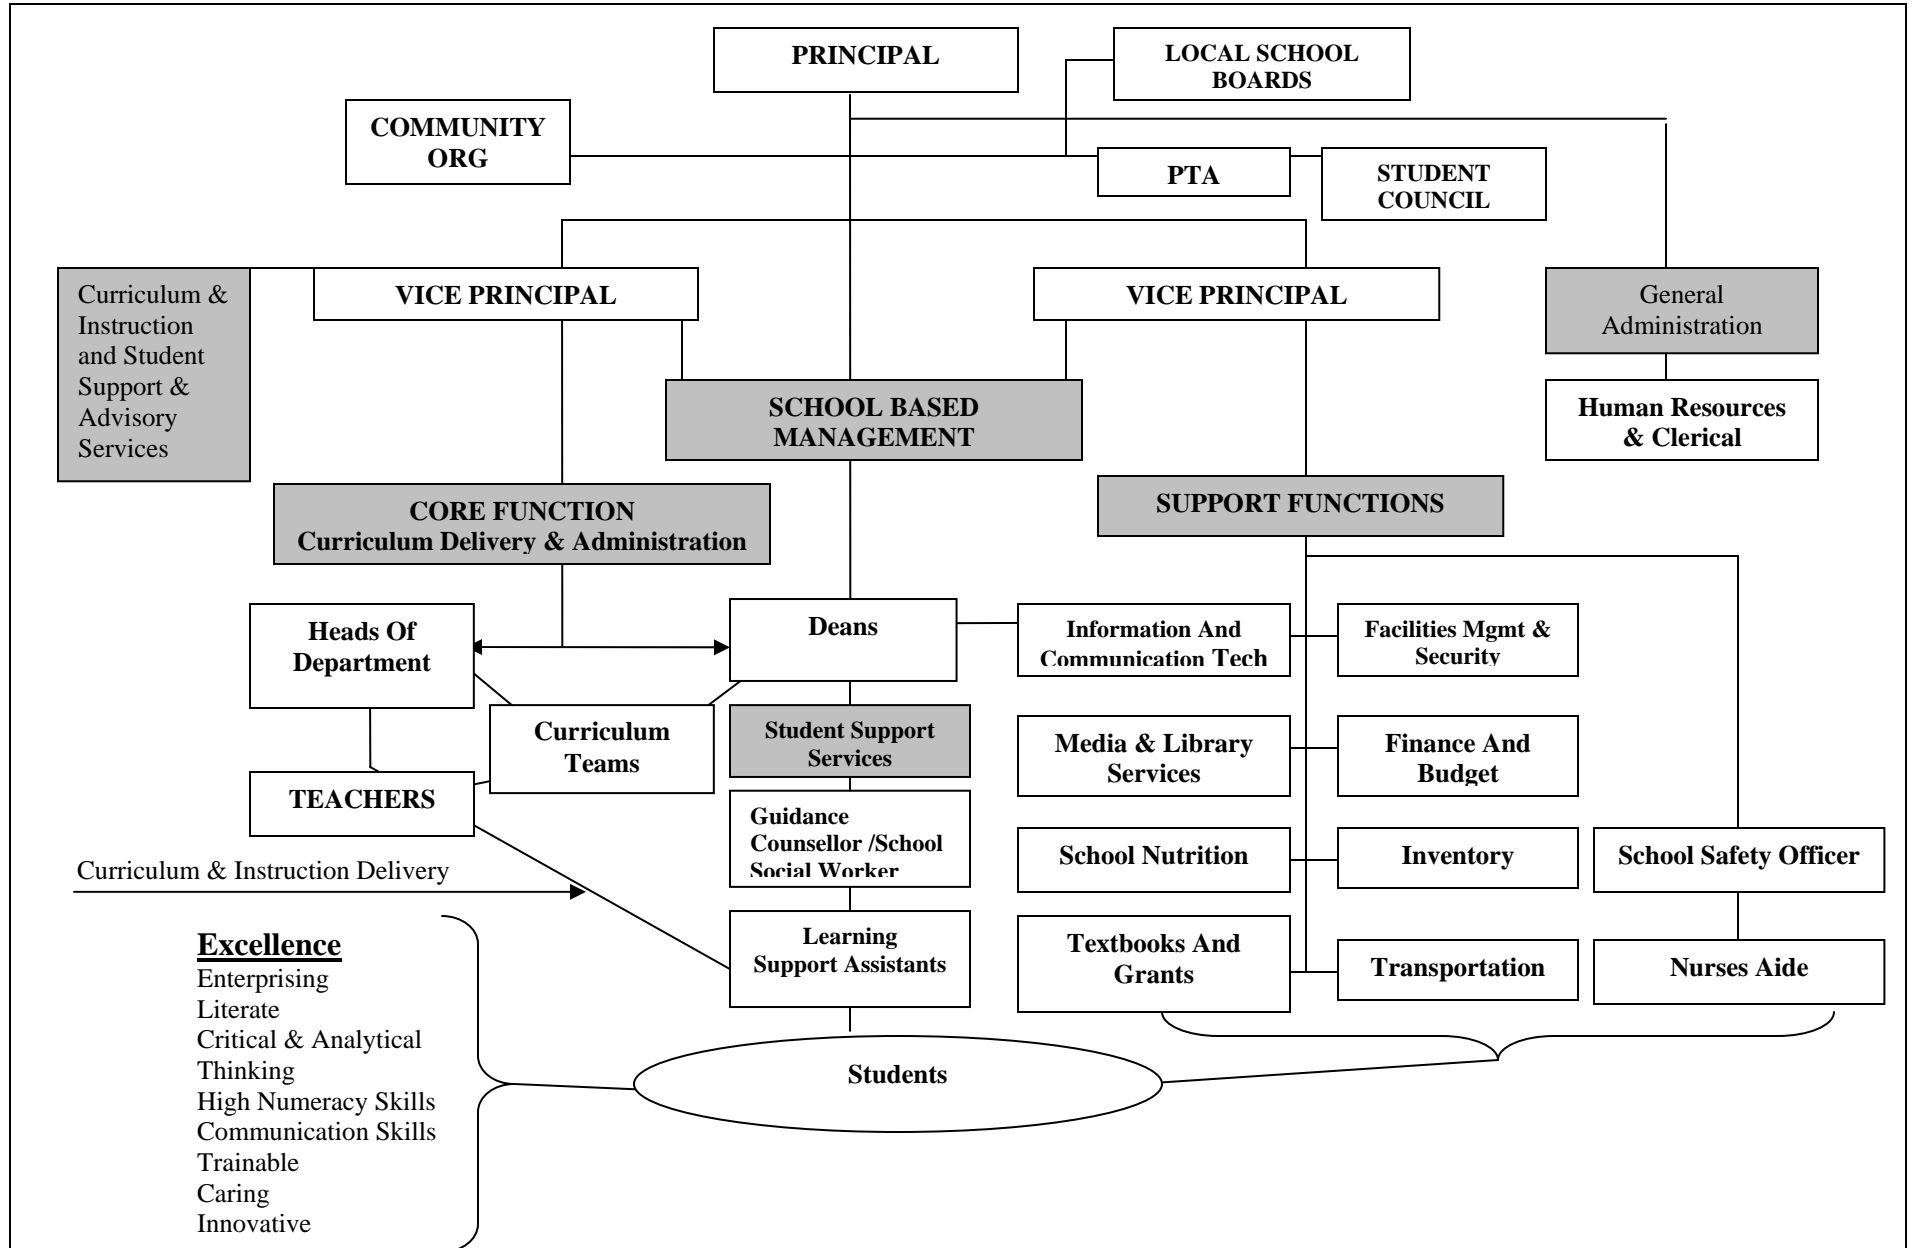 PRINCIPAL
LOCAL SCHOOL
BOARDS
COMMUNITY
ORG
PTA
STUDENT
COUNCIL
Curriculum &
Instruction
and Student
Support &
Advisory
Services
VICE PRINCIPAL
VICE PRINCIPAL
General
Administration
SCHOOL BASED
MANAGEMENT
Human Resources
& Clerical
CORE FUNCTION
Curriculum Delivery & Administration
SUPPORT FUNCTIONS
Heads Of
Department
Deans
Information And
Communication Tech
Facilities Mgmt &
Security
Curriculum
Teams
Student Support
Services
Media & Library
Services
Finance And
Budget
TEACHERS
Guidance
Counsellor /School
Social Worker
School Nutrition
Inventory
School Safety Officer
Curriculum & Instruction Delivery
Learning
Support Assistants
Textbooks And
Grants
Transportation
Nurses Aide
Excellence
Enterprising
Literate
Critical & Analytical
Thinking
High Numeracy Skills
Communication Skills
Trainable
Caring
Innovative
Students